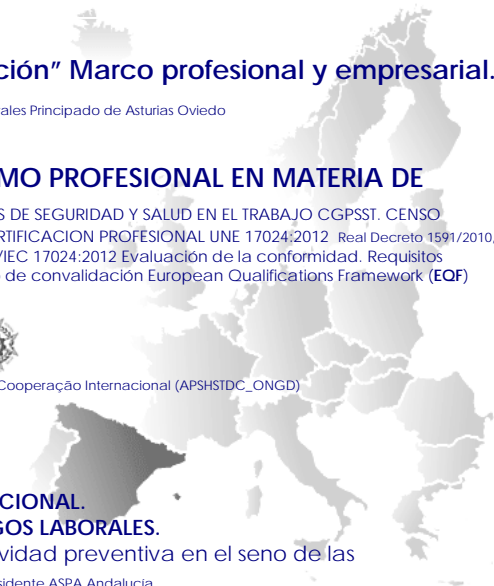 ción” Marco profesional y empresarial.
ales Principado de Asturias Oviedo
MO PROFESIONAL EN MATERIA DE
S DE SEGURIDAD Y SALUD EN EL TRABAJO CGPSST. CENSO
RTIFICACION PROFESIONAL UNE 17024:2012 Real Decreto 1591/2010,
/IEC 17024:2012 Evaluación de la conformidad. Requisitos
o de convalidación European Qualifications Framework (EQF)
Cooperação Internacional (APSHSTDC_ONGD)
CIONAL.
GOS LABORALES.
vidad preventiva en el seno de las
sidente ASPA Andalucía